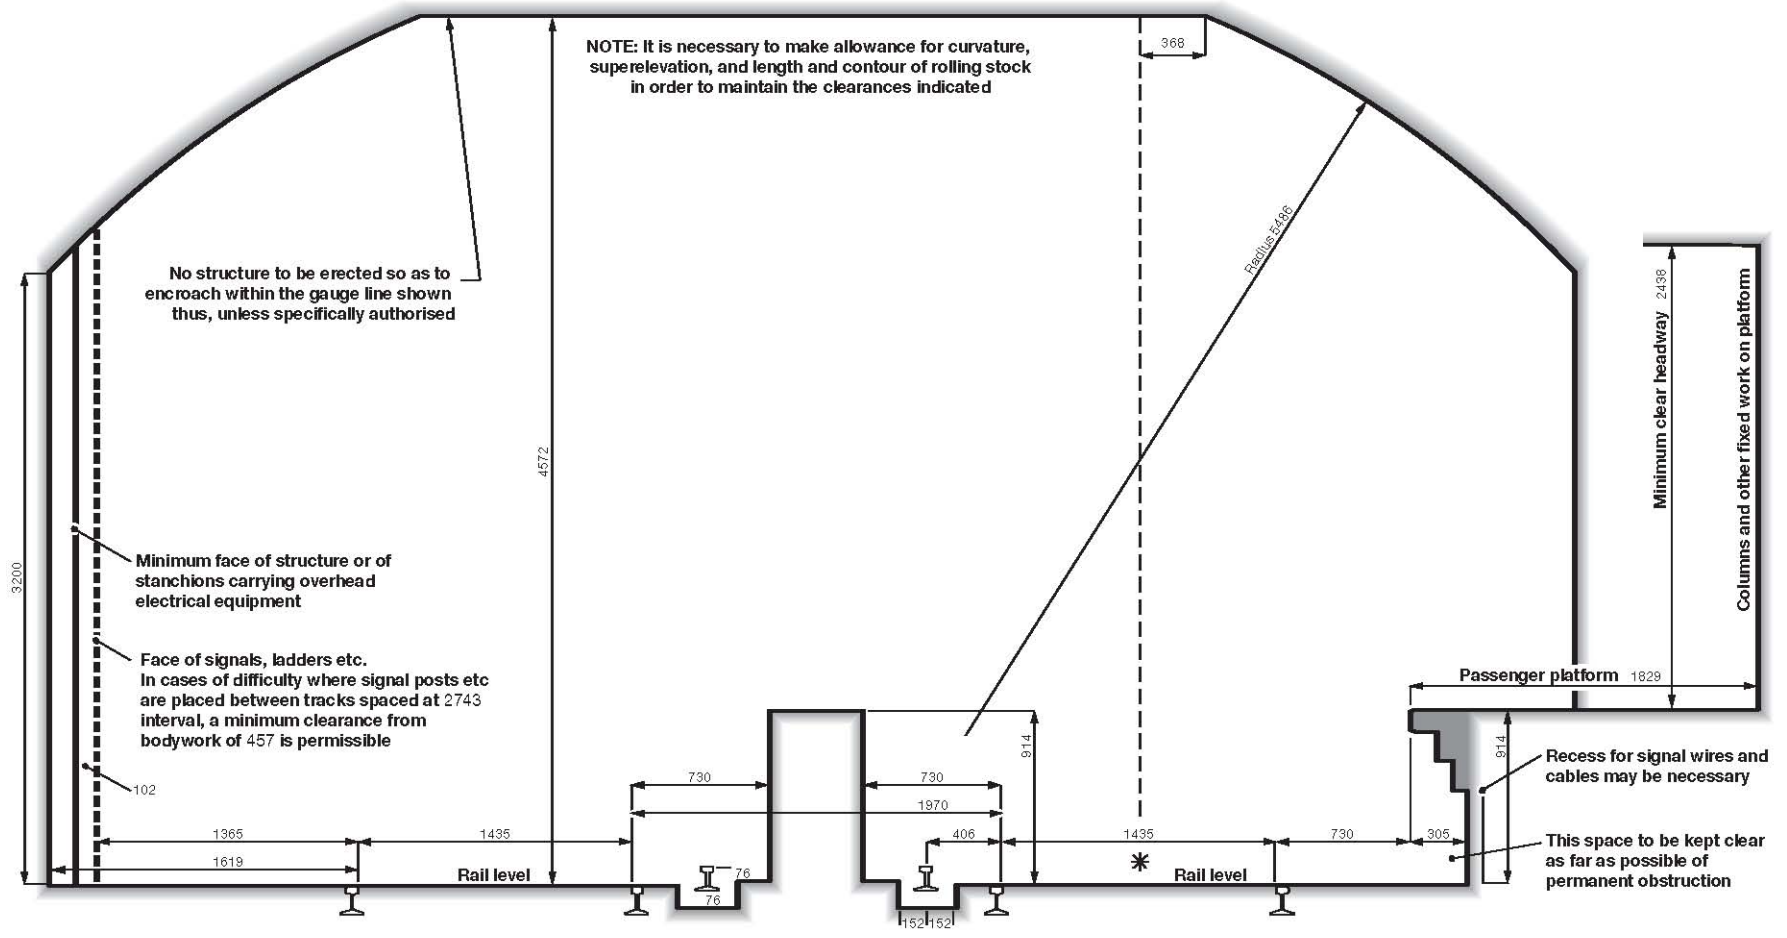 368
NOTE: It is necessary to make allowance for curvature,
superelevation, and length and contour of rolling stock
in order to maintain the clearances indicated
Radius 5486
No structure to be erected so as to
encroach within the gauge line shown
thus, unless specifically authorised
Minimum clear headway 2438
Columns and other fixed work on platform
4572
3200
Minimum face of structure or of
stanchions carrying overhead
electrical equipment
Face of signals, ladders etc.
In cases of difficulty where signal posts etc
are placed between tracks spaced at 2743
interval, a minimum clearance from
bodywork of 457 is permissible
102
Passenger platform 1829
914
914
Recess for signal wires and
cables may be necessary
730
730
1970
1365
1435
406
1435
730
305
This space to be kept clear
as far as possible of
permanent obstruction
1619
Rail level
76
76
Rail level
152 152